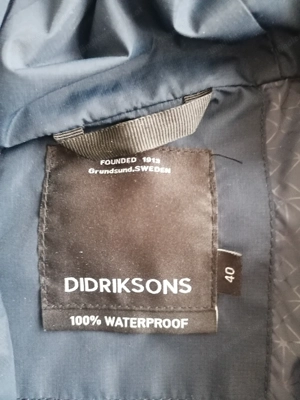 FOUNDED 1913
Grundsund.SWEDEN
DIDRIKSONS
40
100% WATERPROOF